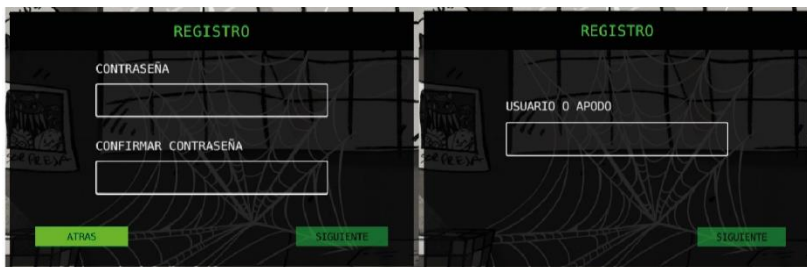 REGISTRO
CONTRASEÑA
CONFIRMAR CONTRASEÑA
ATRAS
SIGUIENTE
REGISTRO
USUARIO O APODO
SIGUIENTE